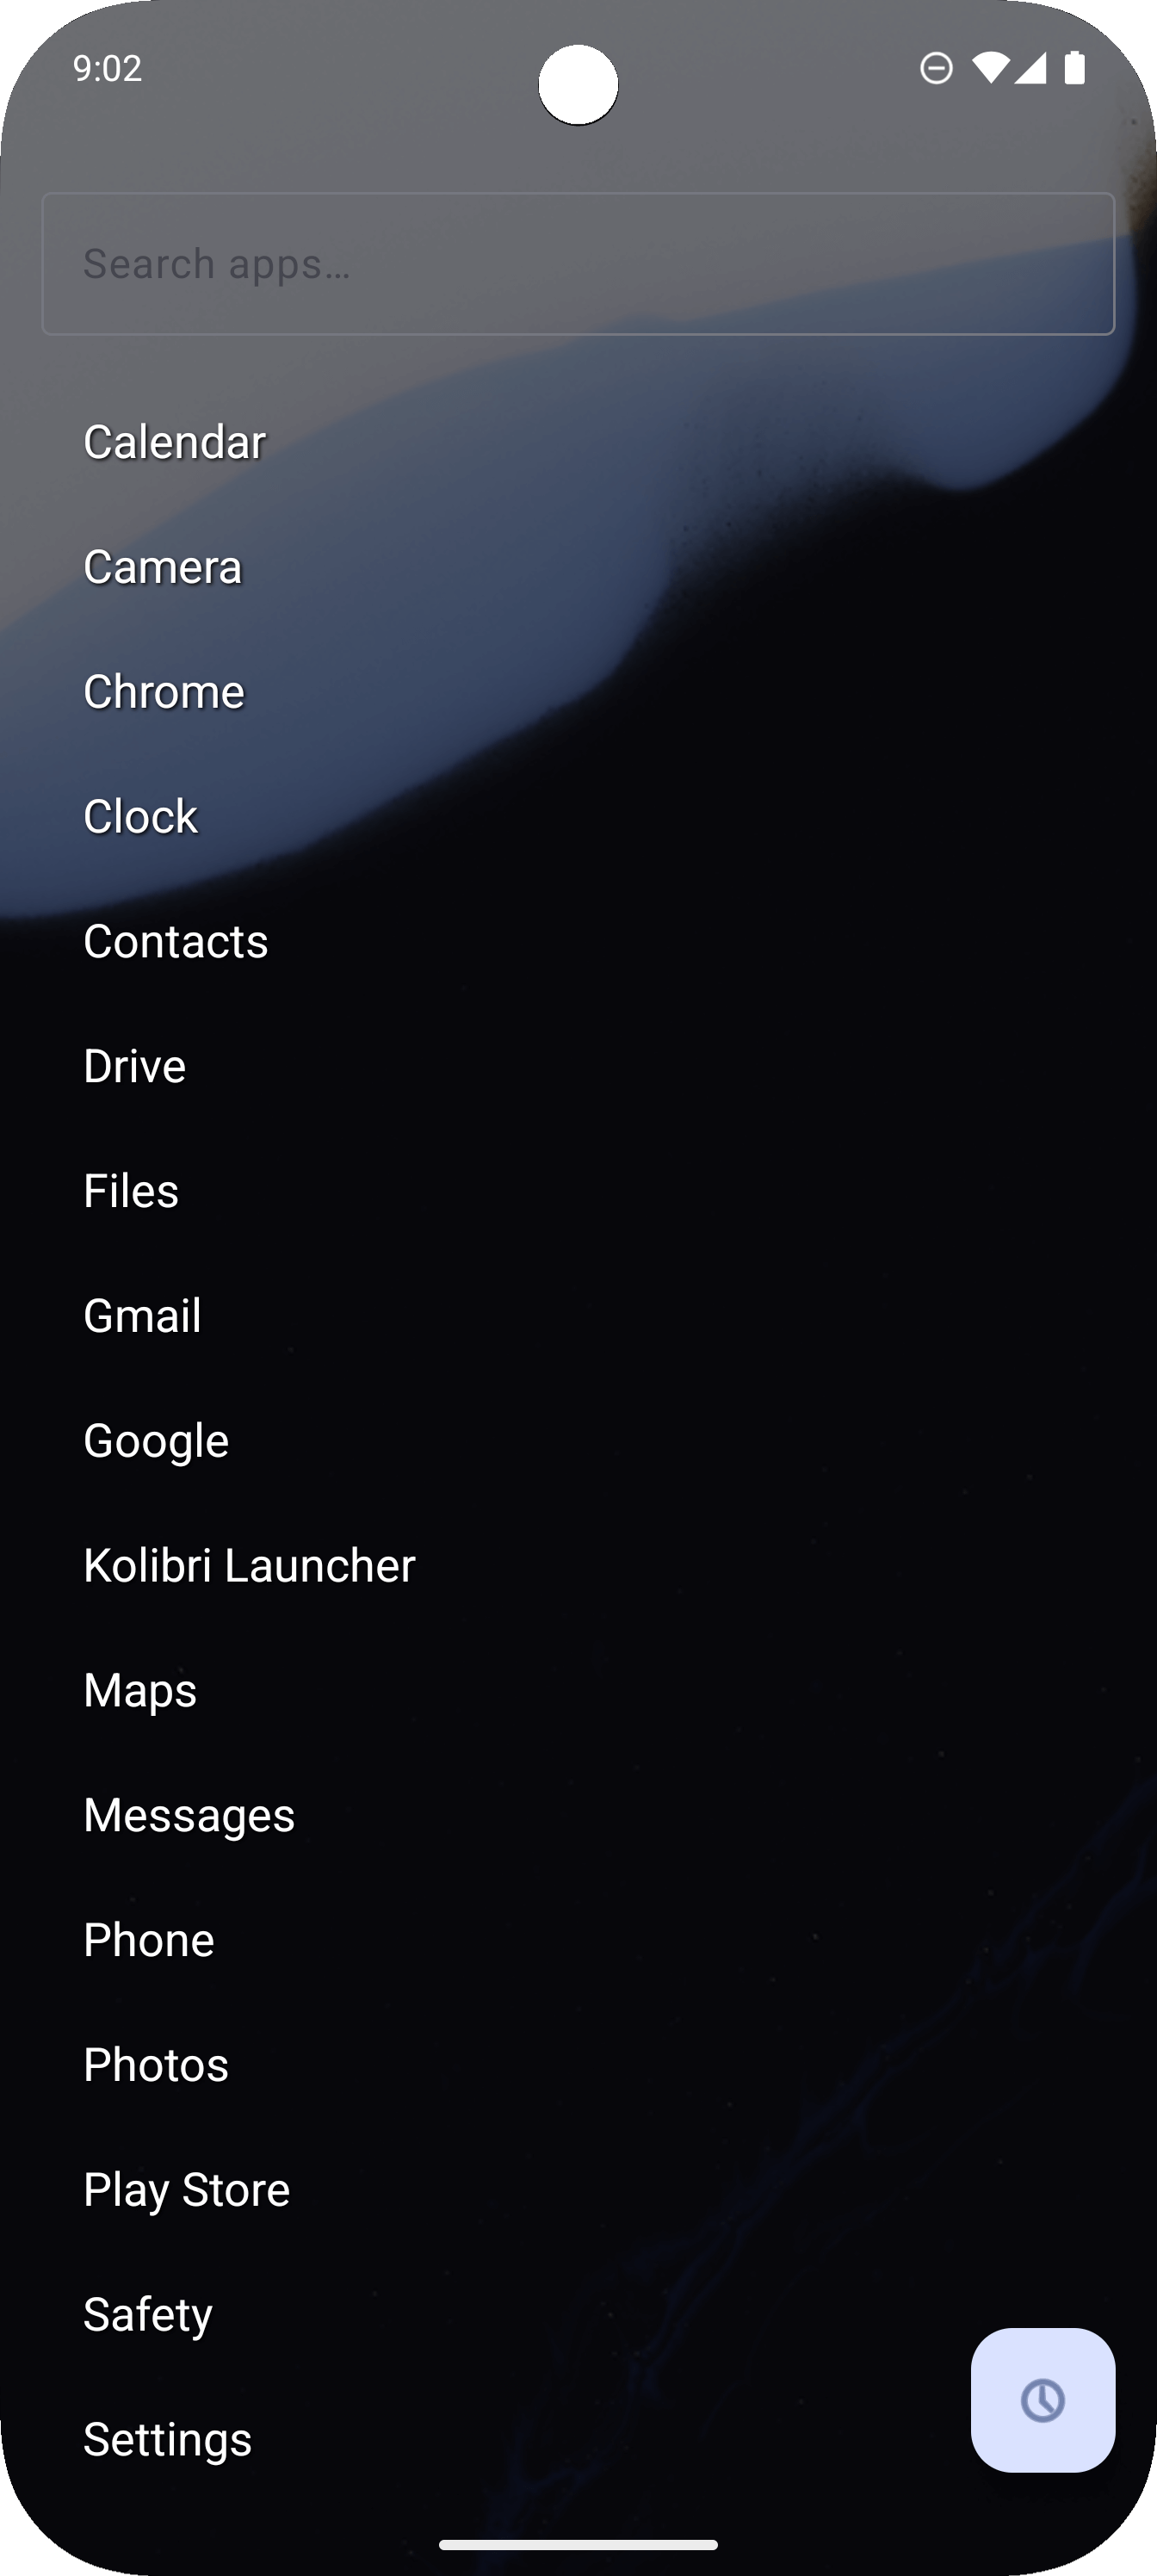 9:02
Search apps...
Calendar
Camera
Chrome
Clock
Contacts
Drive
Files
Gmail
Google
Kolibri Launcher
Maps
Messages
Phone
Photos
Play Store
Safety
Settings